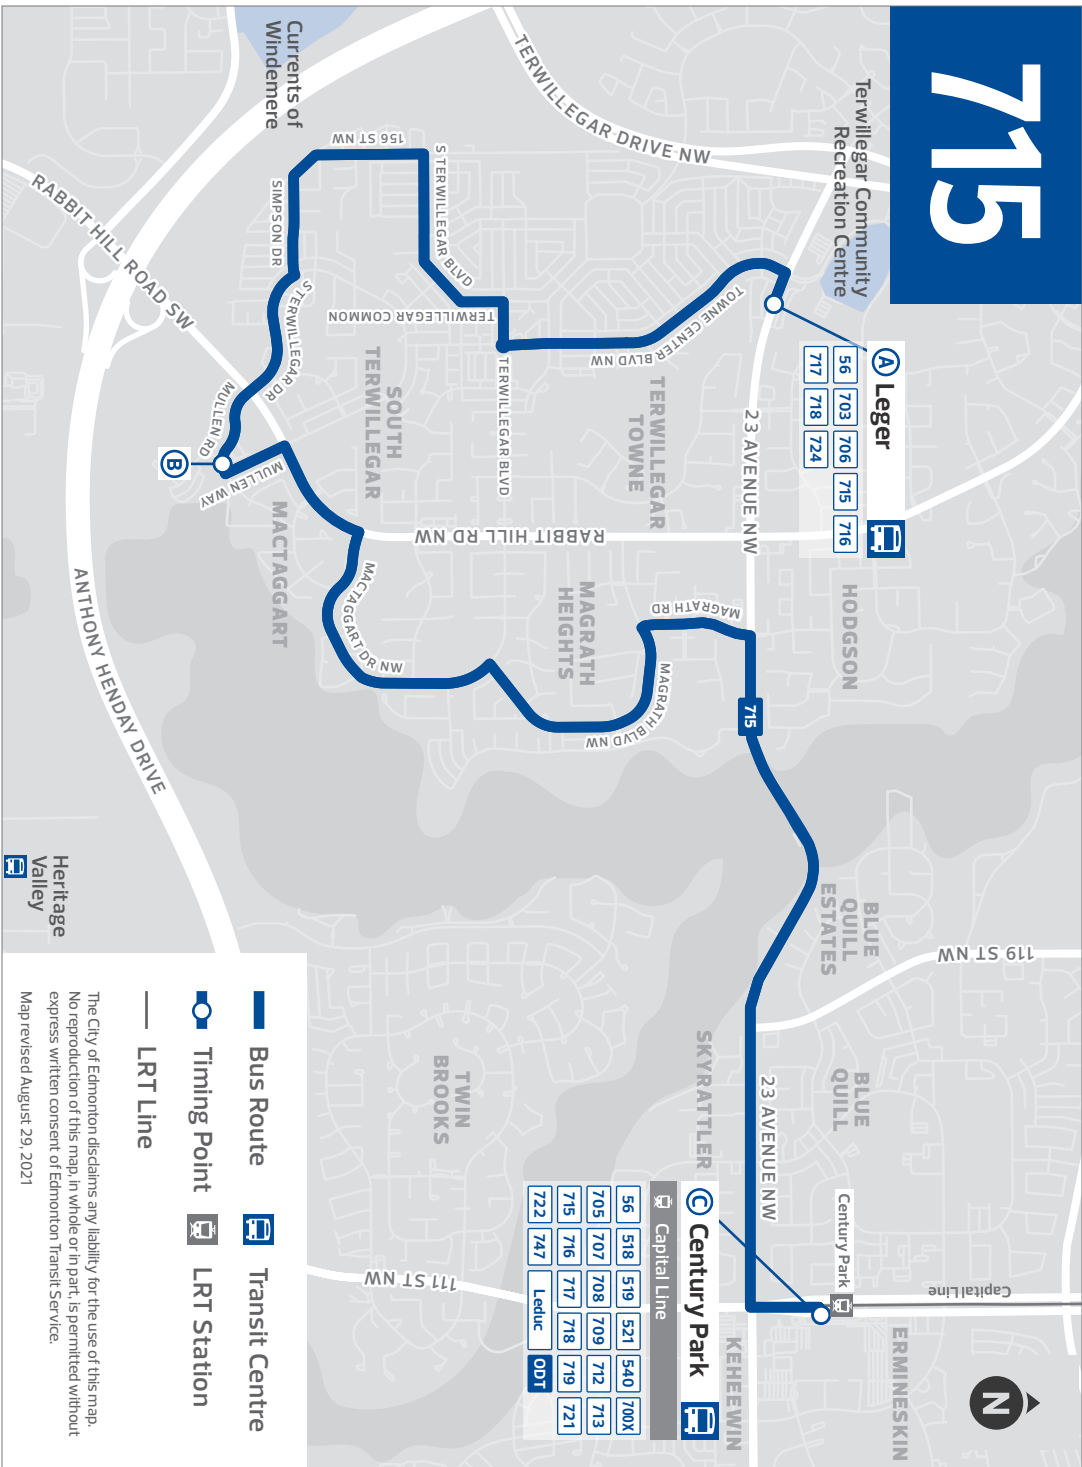 715
Terwillegar Community
Recreation Centre
Currents of
Windermere
TERWILLEGAR DRIVE NW
156 ST NW
S TERWILLEGAR BLVD
SIMPSON DR
RABBIT HILL ROAD SW
S TERWILLEGAR DR
TERWILLEGAR COMMON
TOWNE CENTER BLVD NW
TERWILLEGAR BLVD
MULLEN RD
MULLEN WAY
B
SOUTH
TERWILLEGAR
TERWILLEGAR
TOWNE
23 AVENUE NW
A Leger
56 703 706 715 716
717 718 724
RABBIT HILL RD NW
MACTAGGART
MACTAGGART DR NW
MAGRATH
HEIGHTS
MAGRATH RD
MAGRATH BLVD NW
HODGSON
715
ANTHONY HENDAY DRIVE
Heritage
Valley
BLUE
QUILL
ESTATES
119 ST NW
BLUE
QUILL
SKYRATTLER
23 AVENUE NW
TWIN
BROOKS
111 ST NW
Century Park
Capital Line
C Century Park
Capital Line
56 518 519 521 540 700X
705 707 708 709 712 713
715 716 717 718 719 721
722 747 Leduc ODT
KEHEEWIN
ERMINESKIN
N
Bus Route
Timing Point
LRT Line
Transit Centre
LRT Station
The City of Edmonton disclaims any liability for the use of this map.
No reproduction of this map, in whole or in part, is permitted without
express written consent of Edmonton Transit Service.
Map revised August 29, 2021